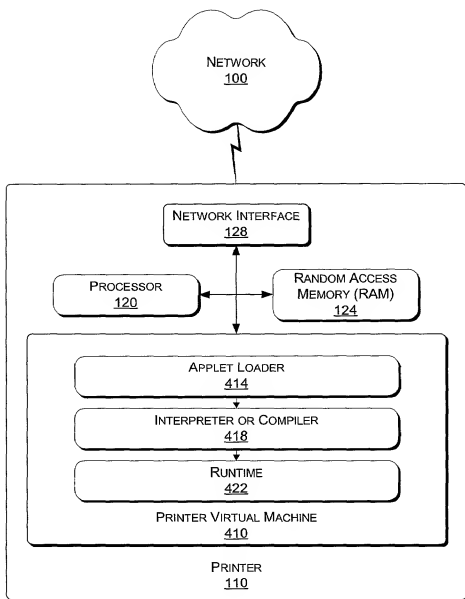 NETWORK
100
NETWORK INTERFACE
128
PROCESSOR
120
RANDOM ACCESS
MEMORY (RAM)
124
APPLET LOADER
414
INTERPRETER OR COMPILER
418
RUNTIME
422
PRINTER VIRTUAL MACHINE
410
PRINTER
110